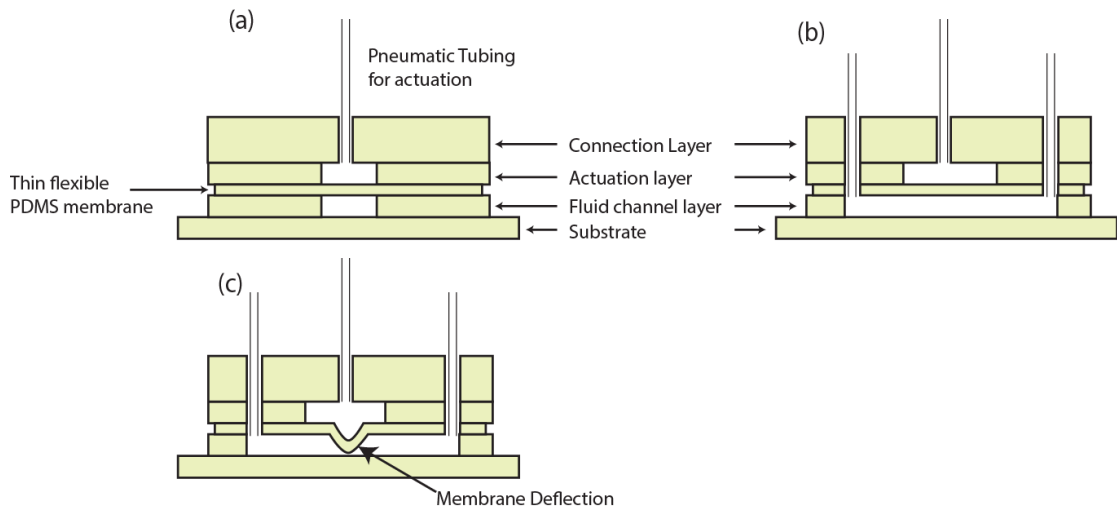 (a)
(b)
Pneumatic Tubing
for actuation
Connection Layer
Thin flexible
PDMS membrane
Actuation layer
Fluid channel layer
Substrate
(c)
Membrane Deflection